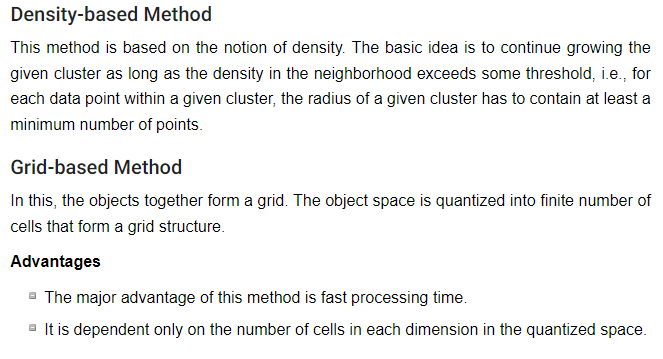 Density-based Method
This method is based on the notion of density. The basic idea is to continue growing the
given cluster as long as the density in the neighborhood exceeds some threshold, i.e., for
each data point within a given cluster, the radius of a given cluster has to contain at least a
minimum number of points.
Grid-based Method
In this, the objects together form a grid. The object space is quantized into finite number of
cells that form a grid structure.
Advantages
The major advantage of this method is fast processing time.
It is dependent only on the number of cells in each dimension in the quantized space.